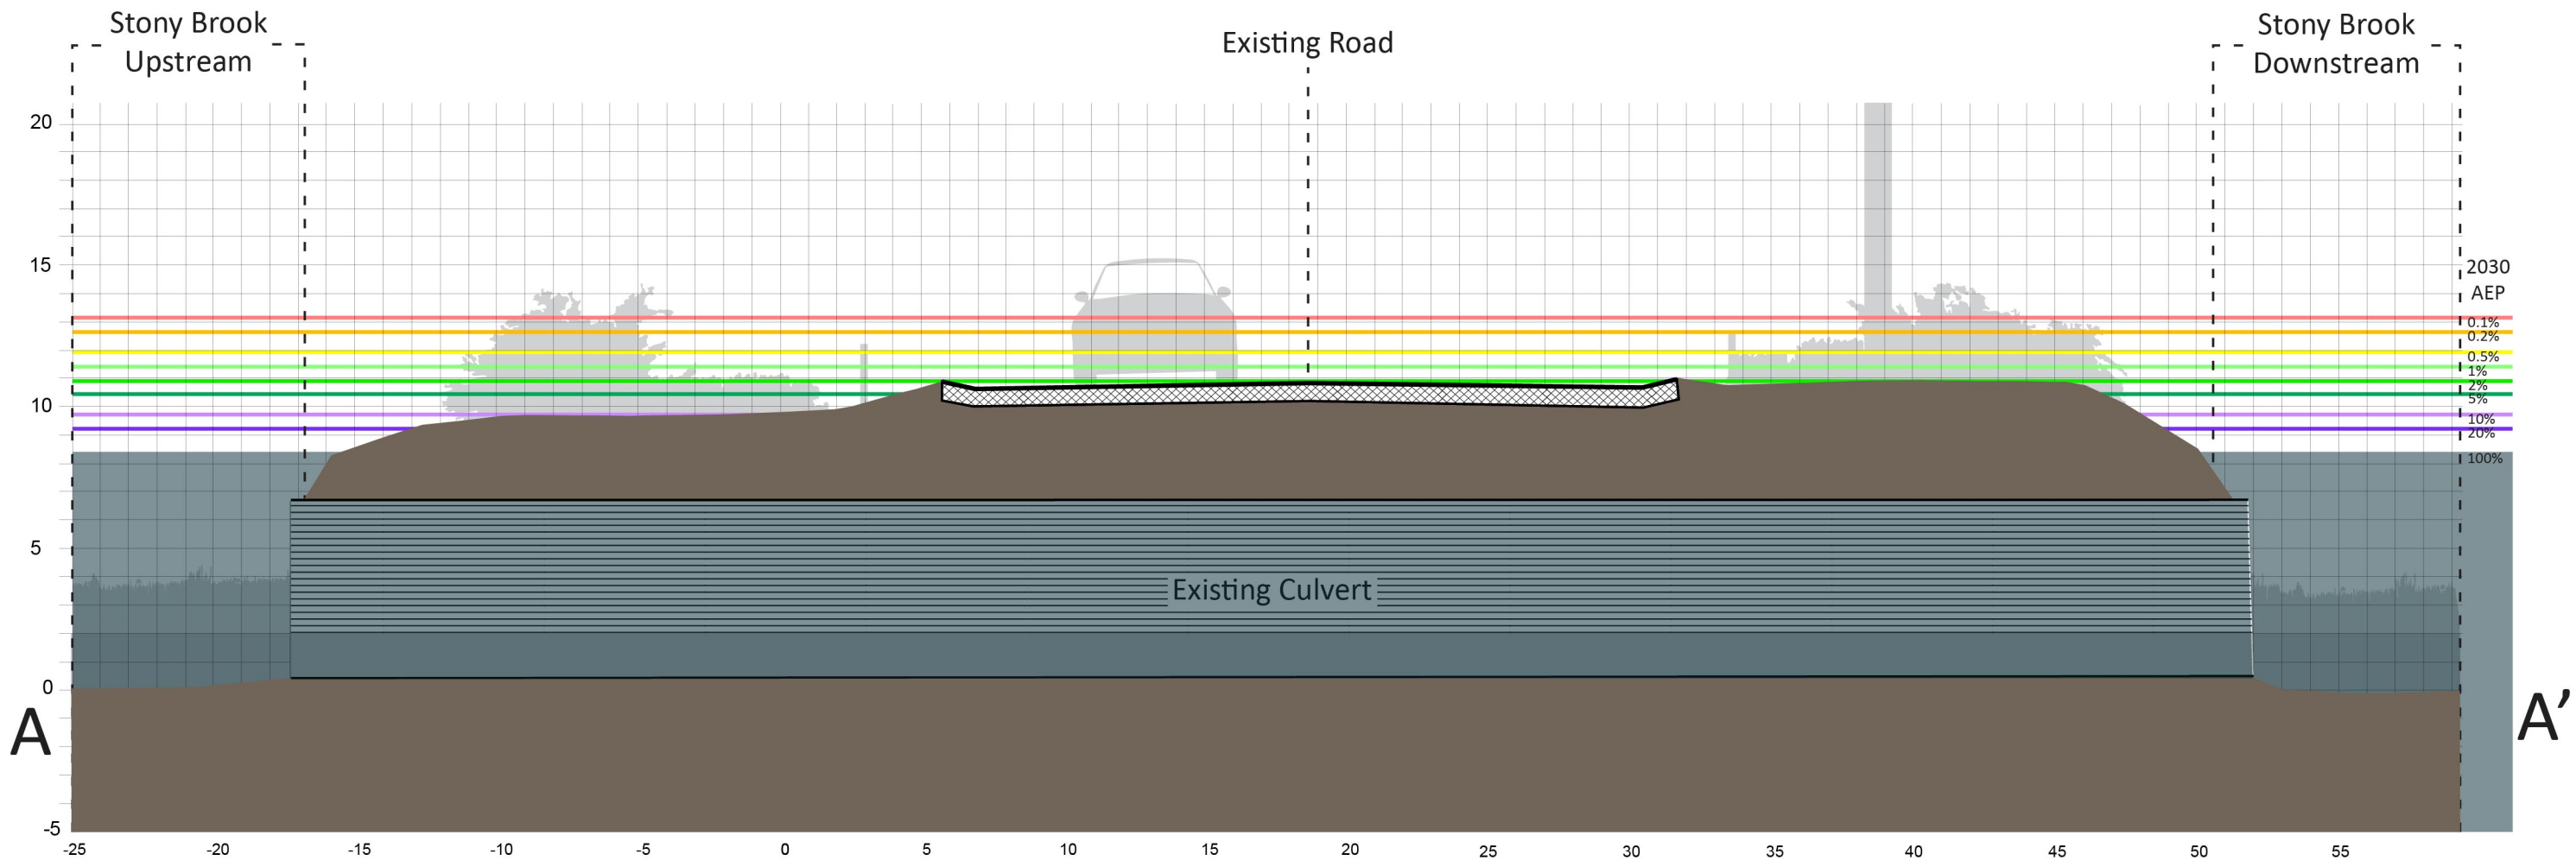 Stony Brook
Upstream
Existing Road
Stony Brook
Downstream
20
15
10
5
0
-5
2030
AEP
0.1%
0.2%
0.5%
1%
2%
5%
10%
20%
100%
Existing Culvert
A
A’
-25 -20 -15 -10 -5 0 5 10 15 20 25 30 35 40 45 50 55